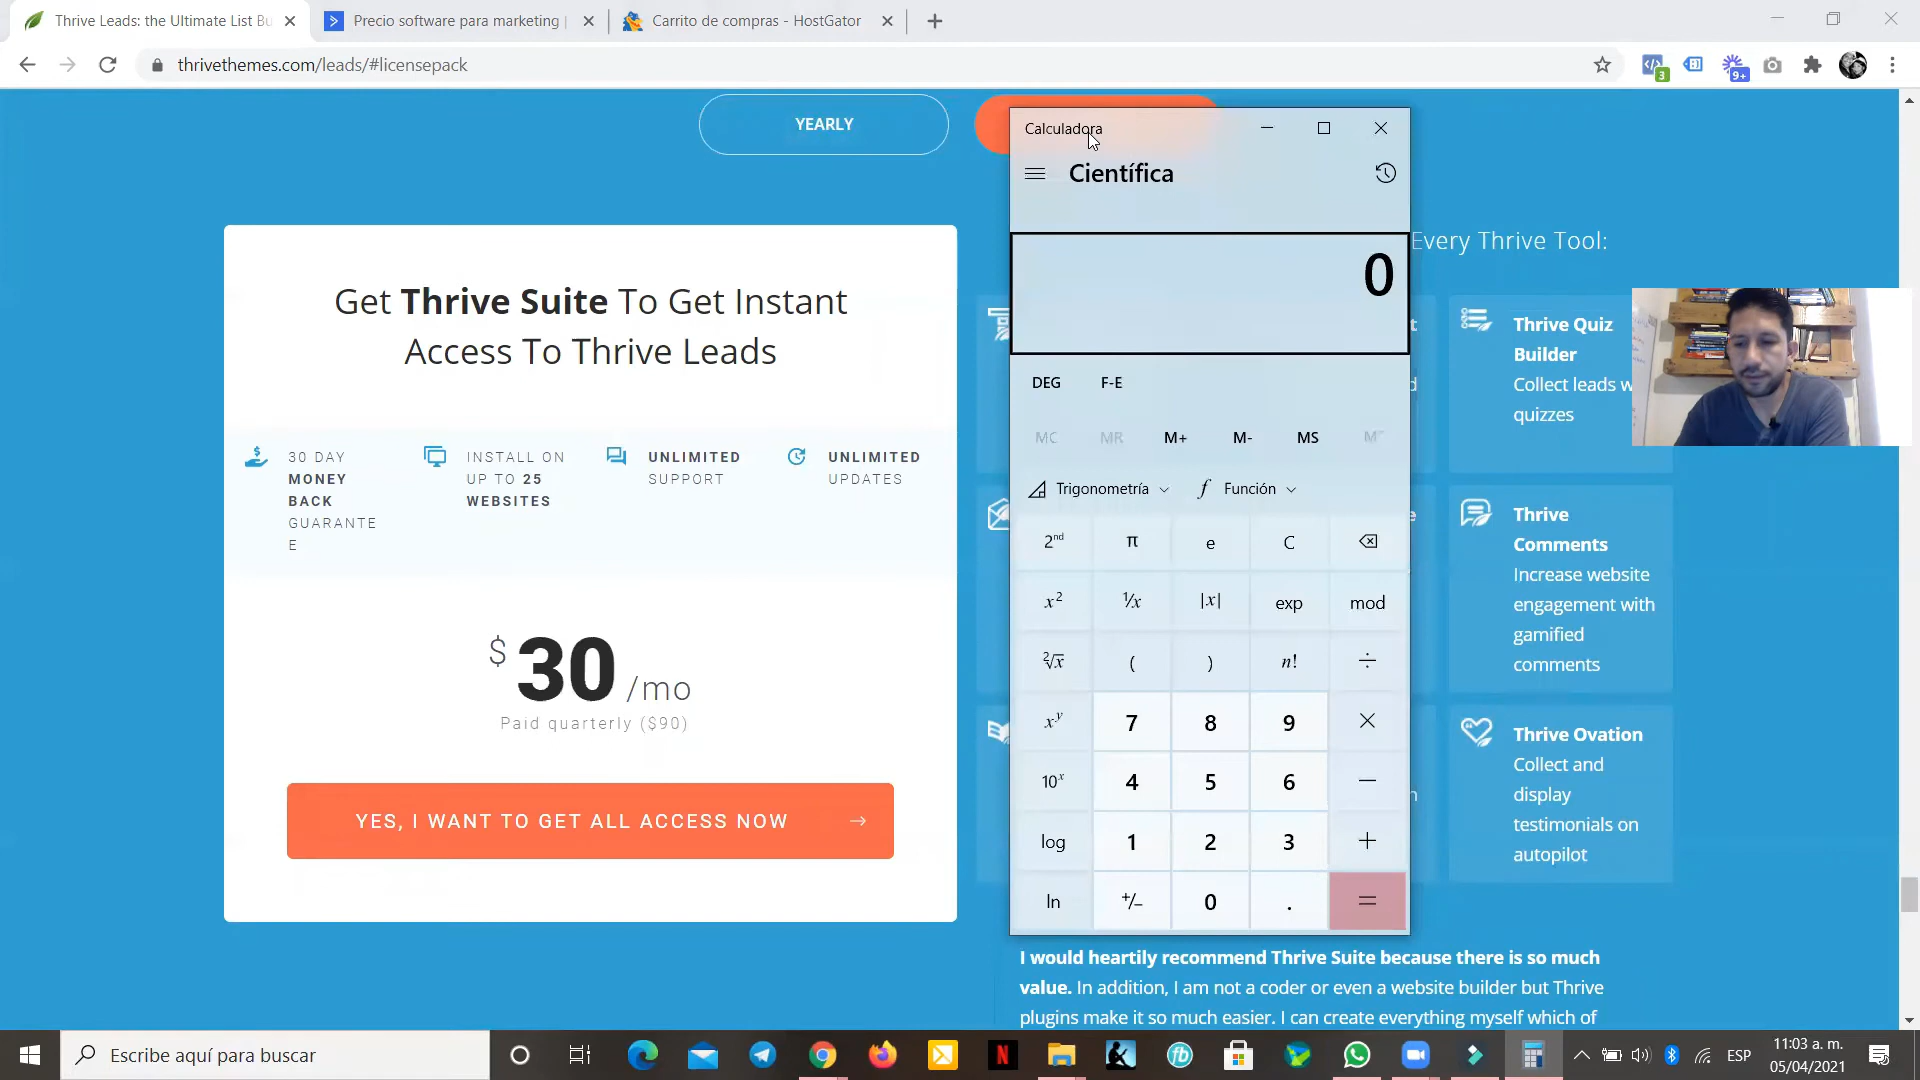 Thrive Leads: the Ultimate List Bu
Precio software para marketing |
Carrito de compras - HostGator
thrivethemes.com/leads/#licensepack
3
9+
YEARLY
Get Thrive Suite To Get Instant
Access To Thrive Leads
30 DAY
MONEY
BACK
GUARANTE
E
INSTALL ON
UP TO 25
WEBSITES
UNLIMITED
SUPPORT
UNLIMITED
UPDATES
$ 30 /mo
Paid quarterly ($90)
YES, I WANT TO GET ALL ACCESS NOW →
Calculadora
Científica
0
DEG F-E
MC MR M+ M- MS
Trigonometría
f Función
2nd π e C
x² ¹/x |x| exp mod
²√x ( ) n! ÷
xʸ 7 8 9 ×
10ˣ 4 5 6 −
log 1 2 3 +
ln +/− 0 . =
Every Thrive Tool:
Thrive Quiz
Builder
Collect leads w
quizzes
Thrive
Comments
Increase website
engagement with
gamified
comments
Thrive Ovation
Collect and
display
testimonials on
autopilot
I would heartily recommend Thrive Suite because there is so much
value. In addition, I am not a coder or even a website builder but Thrive
plugins make it so much easier. I can create everything myself which of
Escribe aquí para buscar
N
fb
ESP
11:03 a. m.
05/04/2021